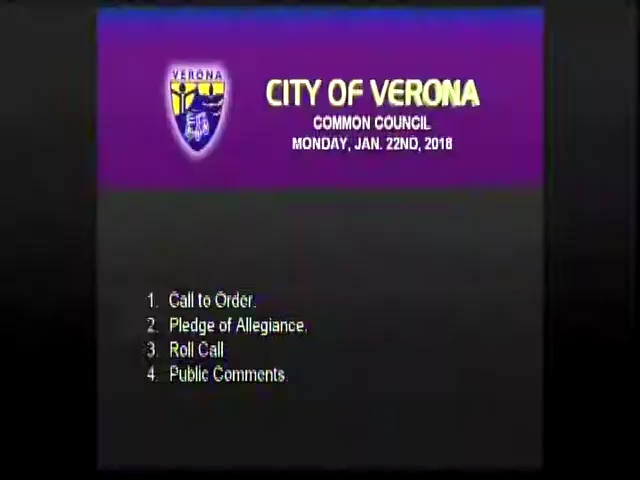 VERONA
CITY OF VERONA
COMMON COUNCIL
MONDAY, JAN. 22ND, 2018
1. Call to Order.
2. Pledge of Allegiance.
3. Roll Call
4. Public Comments.